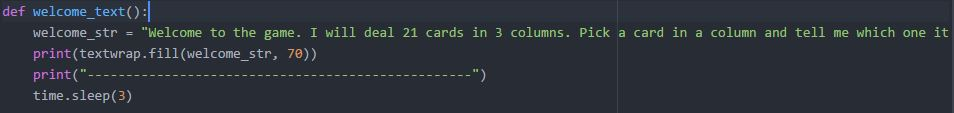 def welcome_text():
    welcome_str = "Welcome to the game. I will deal 21 cards in 3 columns. Pick a card in a column and tell me which one it
    print(textwrap.fill(welcome_str, 70))
    print("--------------------------------------------------")
    time.sleep(3)